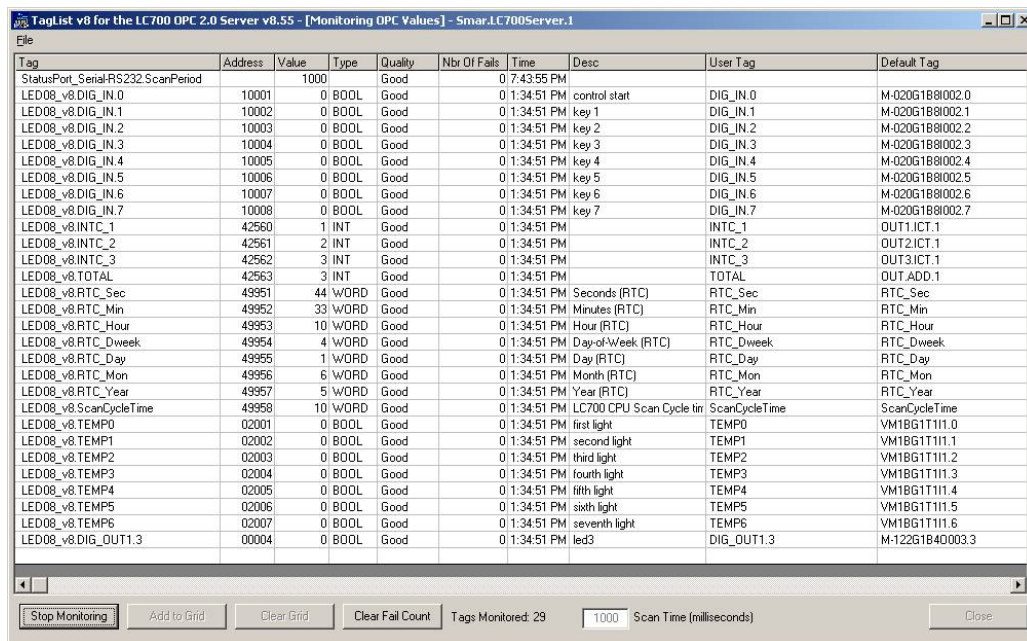 TagList v8 for the LC700 OPC 2.0 Server v8.55 - [Monitoring OPC Values] - Smar.LC700Server.1
File
Tag Address Value Type Quality Nbr Of Fails Time Desc User Tag Default Tag
StatusPort_Serial-RS232.ScanPeriod 1000 Good 0 7:43:55 PM
LED08_v8.DIG_IN.0 10001 0 BOOL Good 0 1:34:51 PM control start DIG_IN.0 M-020G1B8I002.0
LED08_v8.DIG_IN.1 10002 0 BOOL Good 0 1:34:51 PM key 1 DIG_IN.1 M-020G1B8I002.1
LED08_v8.DIG_IN.2 10003 0 BOOL Good 0 1:34:51 PM key 2 DIG_IN.2 M-020G1B8I002.2
LED08_v8.DIG_IN.3 10004 0 BOOL Good 0 1:34:51 PM key 3 DIG_IN.3 M-020G1B8I002.3
LED08_v8.DIG_IN.4 10005 0 BOOL Good 0 1:34:51 PM key 4 DIG_IN.4 M-020G1B8I002.4
LED08_v8.DIG_IN.5 10006 0 BOOL Good 0 1:34:51 PM key 5 DIG_IN.5 M-020G1B8I002.5
LED08_v8.DIG_IN.6 10007 0 BOOL Good 0 1:34:51 PM key 6 DIG_IN.6 M-020G1B8I002.6
LED08_v8.DIG_IN.7 10008 0 BOOL Good 0 1:34:51 PM key 7 DIG_IN.7 M-020G1B8I002.7
LED08_v8.INTC_1 42560 1 INT Good 0 1:34:51 PM INTC_1 OUT1.ICT.1
LED08_v8.INTC_2 42561 2 INT Good 0 1:34:51 PM INTC_2 OUT2.ICT.1
LED08_v8.INTC_3 42562 3 INT Good 0 1:34:51 PM INTC_3 OUT3.ICT.1
LED08_v8.TOTAL 42563 3 INT Good 0 1:34:51 PM TOTAL OUT.ADD.1
LED08_v8.RTC_Sec 49951 44 WORD Good 0 1:34:51 PM Seconds (RTC) RTC_Sec RTC_Sec
LED08_v8.RTC_Min 49952 33 WORD Good 0 1:34:51 PM Minutes (RTC) RTC_Min RTC_Min
LED08_v8.RTC_Hour 49953 10 WORD Good 0 1:34:51 PM Hour (RTC) RTC_Hour RTC_Hour
LED08_v8.RTC_Dweek 49954 4 WORD Good 0 1:34:51 PM Day-of-Week (RTC) RTC_Dweek RTC_Dweek
LED08_v8.RTC_Day 49955 1 WORD Good 0 1:34:51 PM Day (RTC) RTC_Day RTC_Day
LED08_v8.RTC_Mon 49956 6 WORD Good 0 1:34:51 PM Month (RTC) RTC_Mon RTC_Mon
LED08_v8.RTC_Year 49957 5 WORD Good 0 1:34:51 PM Year (RTC) RTC_Year RTC_Year
LED08_v8.ScanCycleTime 49958 10 WORD Good 0 1:34:51 PM LC700 CPU Scan Cycle tim ScanCycleTime ScanCycleTime
LED08_v8.TEMP0 02001 0 BOOL Good 0 1:34:51 PM first light TEMP0 VM1BG1T1I1.0
LED08_v8.TEMP1 02002 0 BOOL Good 0 1:34:51 PM second light TEMP1 VM1BG1T1I1.1
LED08_v8.TEMP2 02003 0 BOOL Good 0 1:34:51 PM third light TEMP2 VM1BG1T1I1.2
LED08_v8.TEMP3 02004 0 BOOL Good 0 1:34:51 PM fourth light TEMP3 VM1BG1T1I1.3
LED08_v8.TEMP4 02005 0 BOOL Good 0 1:34:51 PM fifth light TEMP4 VM1BG1T1I1.4
LED08_v8.TEMP5 02006 0 BOOL Good 0 1:34:51 PM sixth light TEMP5 VM1BG1T1I1.5
LED08_v8.TEMP6 02007 0 BOOL Good 0 1:34:51 PM seventh light TEMP6 VM1BG1T1I1.6
LED08_v8.DIG_OUT1.3 00004 0 BOOL Good 0 1:34:51 PM led3 DIG_OUT1.3 M-122G1B4O003.3
Stop Monitoring Add to Grid Clear Grid Clear Fail Count Tags Monitored: 29 1000 Scan Time (milliseconds) Close